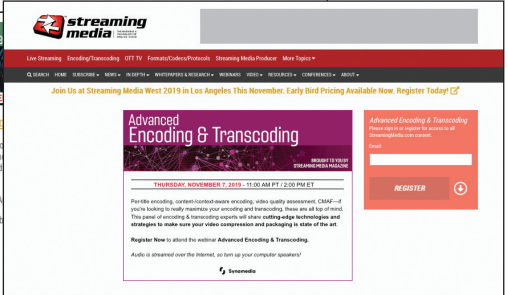 streaming
media
Live Streaming Encoding/Transcoding OTT TV Formats/Codecs/Protocols Streaming Media Producer More Topics
SEARCH HOME SUBSCRIBE NEWS IN DEPTH WHITEPAPERS & RESEARCH WEBINARS VIDEO RESOURCES CONFERENCES ABOUT
Join Us at Streaming Media West 2019 in Los Angeles This November. Early Bird Pricing Available Now. Register Today!
Advanced
Encoding & Transcoding
BROUGHT TO YOU BY
STREAMING MEDIA MAGAZINE
THURSDAY, NOVEMBER 7, 2019 - 11:00 AM PT / 2:00 PM ET
Per-title encoding, content-/context-aware encoding, video quality assessment, CMAF—if
you're looking to really maximize your encoding and transcoding, these are all top of mind.
This panel of encoding & transcoding experts will share cutting-edge technologies and
strategies to make sure your video compression and packaging is state of the art.
Register Now to attend the webinar Advanced Encoding & Transcoding.
Audio is streamed over the Internet, so turn up your computer speakers!
Synamedia
Advanced Encoding & Transcoding
Please sign in or register for access to all
StreamingMedia.com content.
Email:
REGISTER